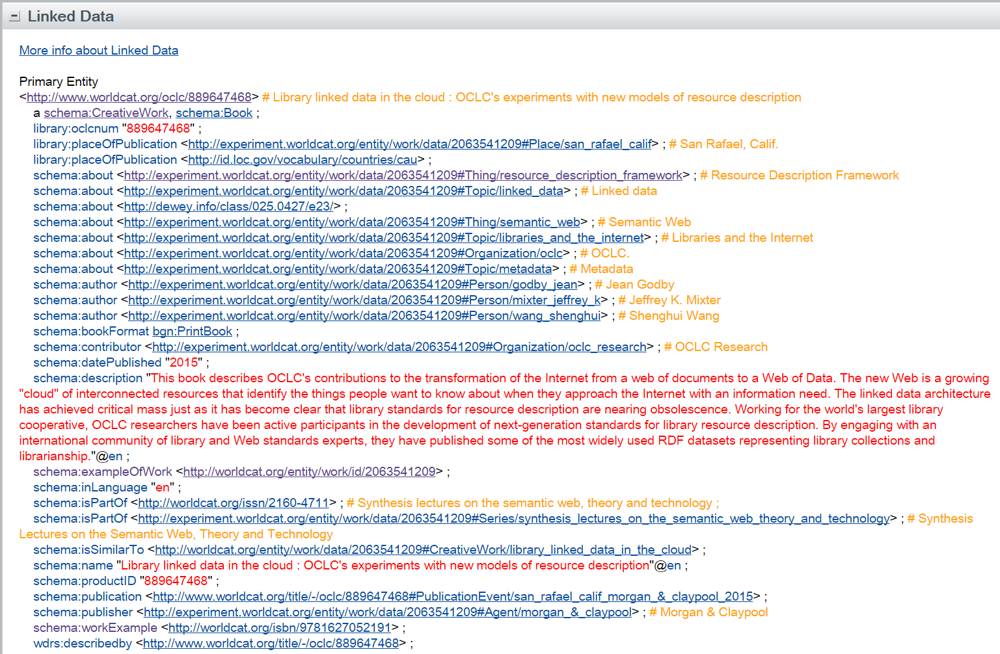 Linked Data
More info about Linked Data
Primary Entity
<http://www.worldcat.org/oclc/889647468> # Library linked data in the cloud : OCLC's experiments with new models of resource description
a schema:CreativeWork, schema:Book ;
library:oclcnum "889647468" ;
library:placeOfPublication <http://experiment.worldcat.org/entity/work/data/2063541209#Place/san_rafael_calif> ; # San Rafael, Calif.
library:placeOfPublication <http://id.loc.gov/vocabulary/countries/cau> ;
schema:about <http://experiment.worldcat.org/entity/work/data/2063541209#Thing/resource_description_framework> ; # Resource Description Framework
schema:about <http://experiment.worldcat.org/entity/work/data/2063541209#Topic/linked_data> ; # Linked data
schema:about <http://dewey.info/class/025.0427/e23/> ;
schema:about <http://experiment.worldcat.org/entity/work/data/2063541209#Thing/semantic_web> ; # Semantic Web
schema:about <http://experiment.worldcat.org/entity/work/data/2063541209#Topic/libraries_and_the_internet> ; # Libraries and the Internet
schema:about <http://experiment.worldcat.org/entity/work/data/2063541209#Organization/oclc> ; # OCLC.
schema:about <http://experiment.worldcat.org/entity/work/data/2063541209#Topic/metadata> ; # Metadata
schema:author <http://experiment.worldcat.org/entity/work/data/2063541209#Person/godby_jean> ; # Jean Godby
schema:author <http://experiment.worldcat.org/entity/work/data/2063541209#Person/mixter_jeffrey_k> ; # Jeffrey K. Mixter
schema:author <http://experiment.worldcat.org/entity/work/data/2063541209#Person/wang_shenghui> ; # Shenghui Wang
schema:bookFormat bgn:PrintBook ;
schema:contributor <http://experiment.worldcat.org/entity/work/data/2063541209#Organization/oclc_research> ; # OCLC Research
schema:datePublished "2015" ;
schema:description "This book describes OCLC's contributions to the transformation of the Internet from a web of documents to a Web of Data. The new Web is a growing
"cloud" of interconnected resources that identify the things people want to know about when they approach the Internet with an information need. The linked data architecture
has achieved critical mass just as it has become clear that library standards for resource description are nearing obsolescence. Working for the world's largest library
cooperative, OCLC researchers have been active participants in the development of next-generation standards for library resource description. By engaging with an
international community of library and Web standards experts, they have published some of the most widely used RDF datasets representing library collections and
librarianship."@en ;
schema:exampleOfWork <http://worldcat.org/entity/work/id/2063541209> ;
schema:inLanguage "en" ;
schema:isPartOf <http://worldcat.org/issn/2160-4711> ; # Synthesis lectures on the semantic web, theory and technology ;
schema:isPartOf <http://experiment.worldcat.org/entity/work/data/2063541209#Series/synthesis_lectures_on_the_semantic_web_theory_and_technology> ; # Synthesis
Lectures on the Semantic Web, Theory and Technology
schema:isSimilarTo <http://worldcat.org/entity/work/data/2063541209#CreativeWork/library_linked_data_in_the_cloud> ;
schema:name "Library linked data in the cloud : OCLC's experiments with new models of resource description"@en ;
schema:productID "889647468" ;
schema:publication <http://www.worldcat.org/title/-/oclc/889647468#PublicationEvent/san_rafael_calif_morgan_&_claypool_2015> ;
schema:publisher <http://experiment.worldcat.org/entity/work/data/2063541209#Agent/morgan_&_claypool> ; # Morgan & Claypool
schema:workExample <http://worldcat.org/isbn/9781627052191> ;
wdrs:describedby <http://www.worldcat.org/title/-/oclc/889647468> ;